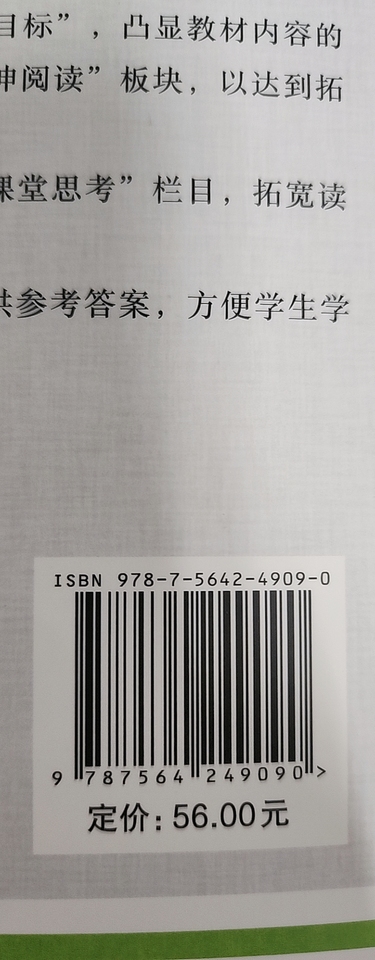 目标”，凸显教材内容的
伸阅读”板块，以达到拓
课堂思考”栏目，拓宽读
供参考答案，方便学生学
ISBN 978-7-5642-4909-0
9 787564 249090 >
定价：56.00元